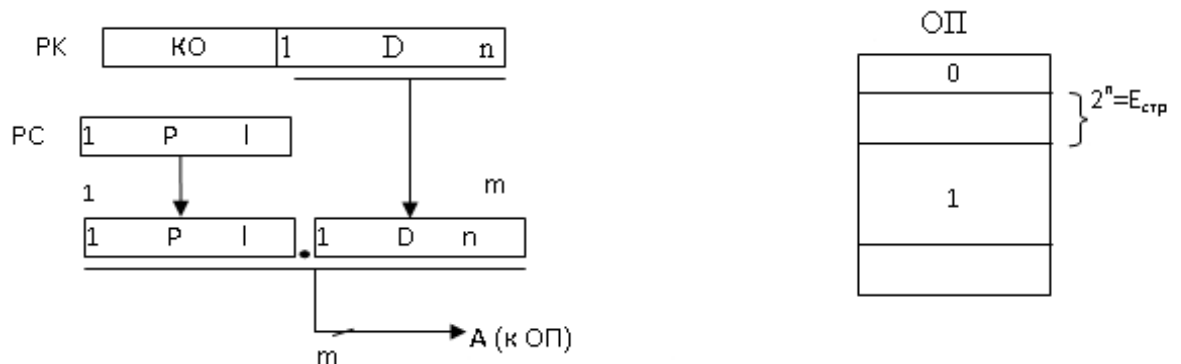 ОП
РК КО 1 D n
0
2ⁿ=Eстр
РС 1 P l
1 m
1
1 P l . 1 D n
A (к ОП)
m